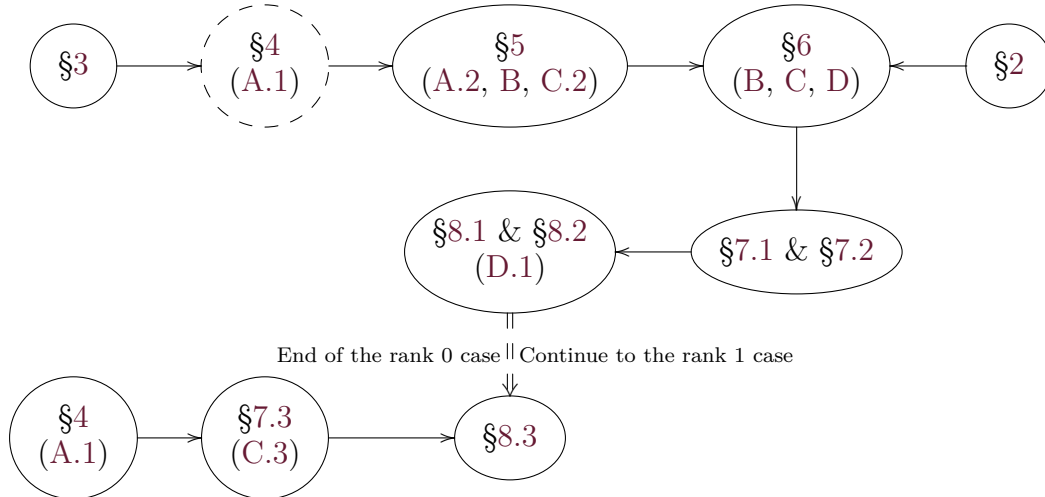 §3
§4
(A.1)
§5
(A.2, B, C.2)
§6
(B, C, D)
§2
§8.1 & §8.2
(D.1)
§7.1 & §7.2
End of the rank 0 case
Continue to the rank 1 case
§4
(A.1)
§7.3
(C.3)
§8.3